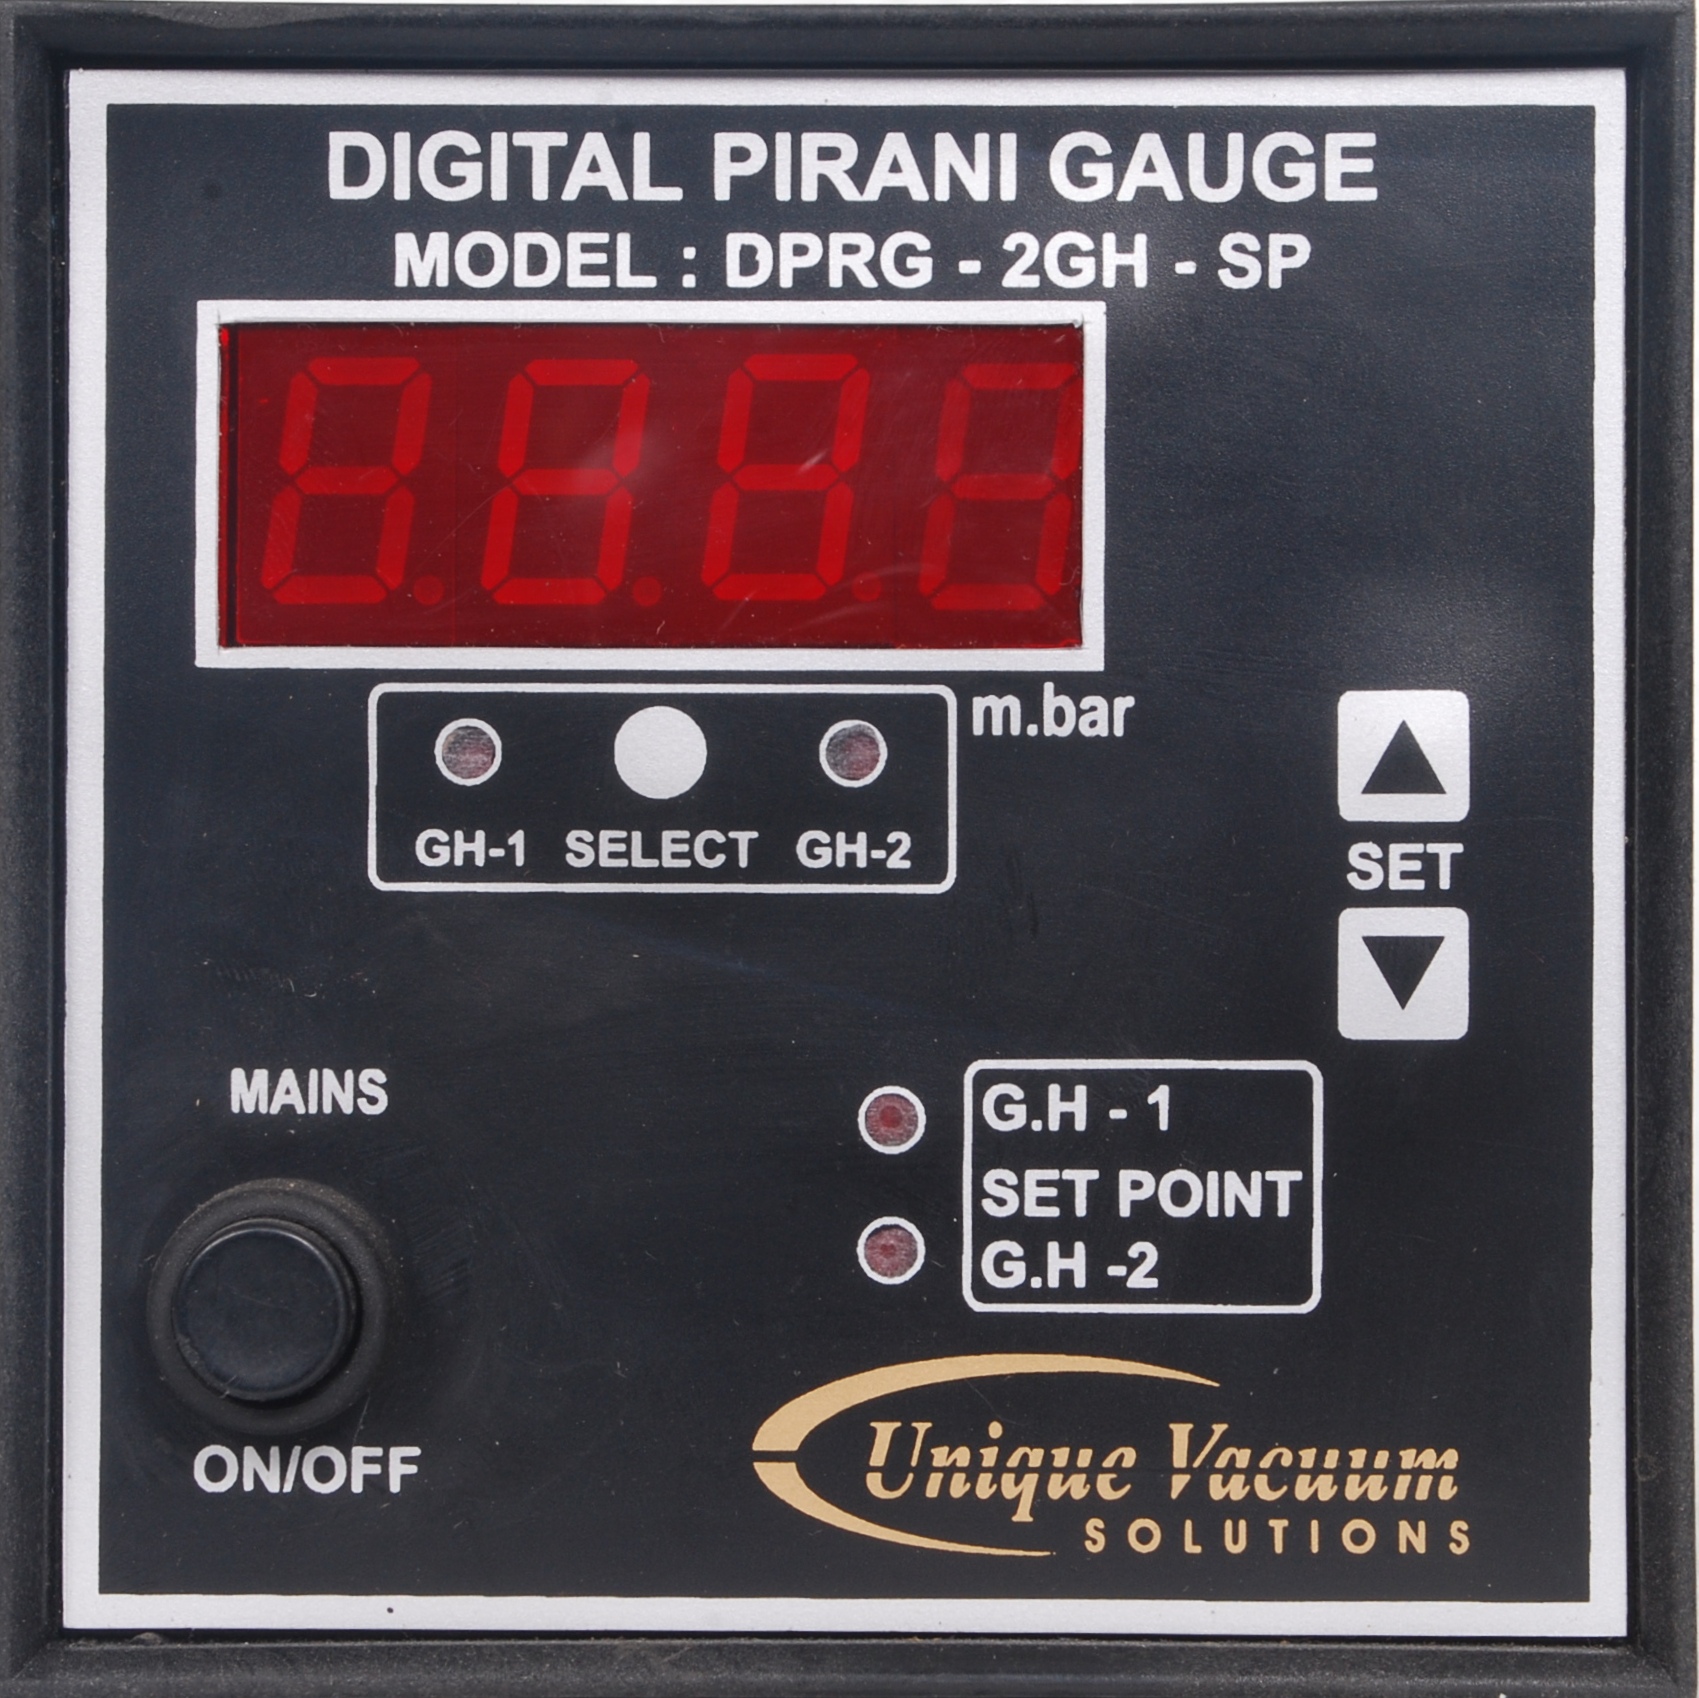 DIGITAL PIRANI GAUGE
MODEL : DPRG - 2GH - SP
m.bar
GH-1 SELECT GH-2
SET
MAINS
G.H - 1
SET POINT
G.H -2
ON/OFF
Unique Vacuum
SOLUTIONS